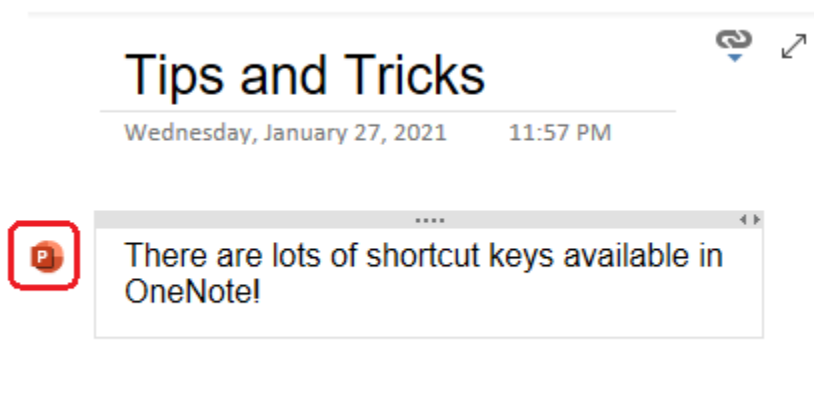 Tips and Tricks
Wednesday, January 27, 2021 11:57 PM
P
There are lots of shortcut keys available in
OneNote!